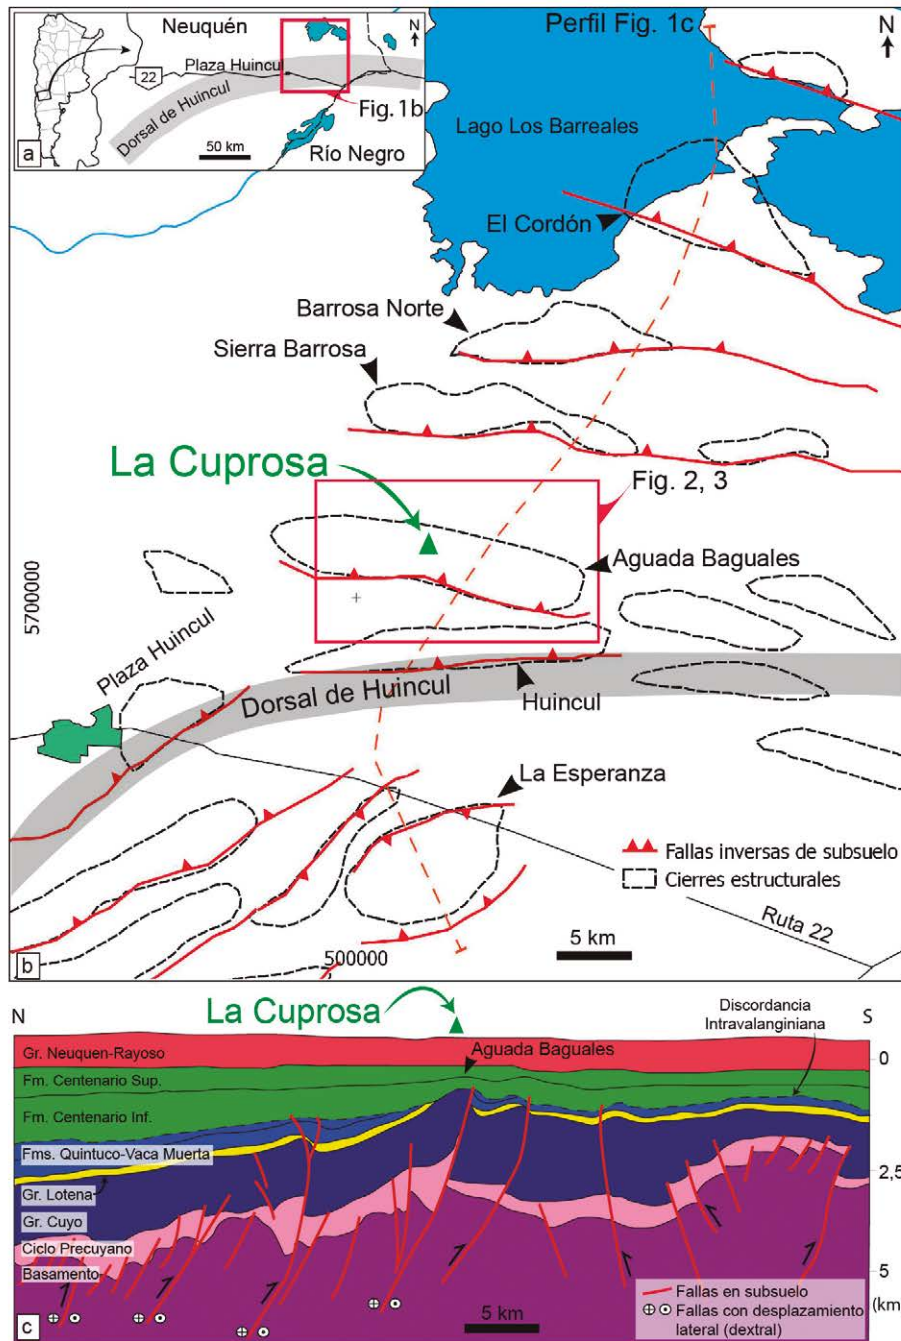 Neuquén
N
Plaza Huincul
22
Dorsal de Huincul
Fig. 1b
50 km
Río Negro
a
Perfil Fig. 1c
N
Lago Los Barreales
El Cordón
Barrosa Norte
Sierra Barrosa
La Cuprosa
Fig. 2, 3
Aguada Baguales
5700000
Plaza Huincul
Dorsal de Huincul
Huincul
La Esperanza
Fallas inversas de subsuelo
Cierres estructurales
Ruta 22
500000
5 km
b
N
La Cuprosa
Discordancia
Intravalanginiana
S
Gr. Neuquen-Rayoso
Aguada Baguales
0
Fm. Centenario Sup.
Fm. Centenario Inf.
Fms. Quintuco-Vaca Muerta
2,5
Gr. Lotena
Gr. Cuyo
Ciclo Precuyano
Basamento
5
(km)
Fallas en subsuelo
Fallas con desplazamiento
lateral (dextral)
5 km
c